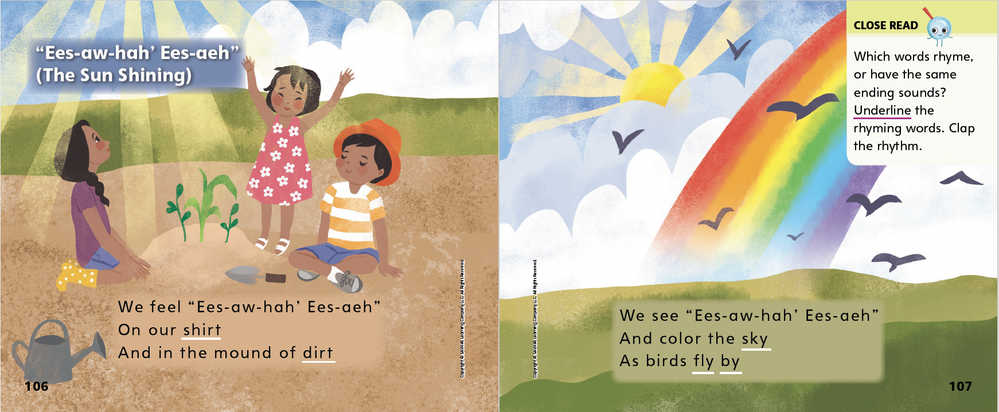 “Ees-aw-hah’ Ees-aeh”
(The Sun Shining)
We feel “Ees-aw-hah’ Ees-aeh”
On our shirt
And in the mound of dirt
Copyright © SAVVAS Learning Company LLC. All Rights Reserved.
106
CLOSE READ
Which words rhyme,
or have the same
ending sounds?
Underline the
rhyming words. Clap
the rhythm.
Copyright © SAVVAS Learning Company LLC. All Rights Reserved.
We see “Ees-aw-hah’ Ees-aeh”
And color the sky
As birds fly by
107